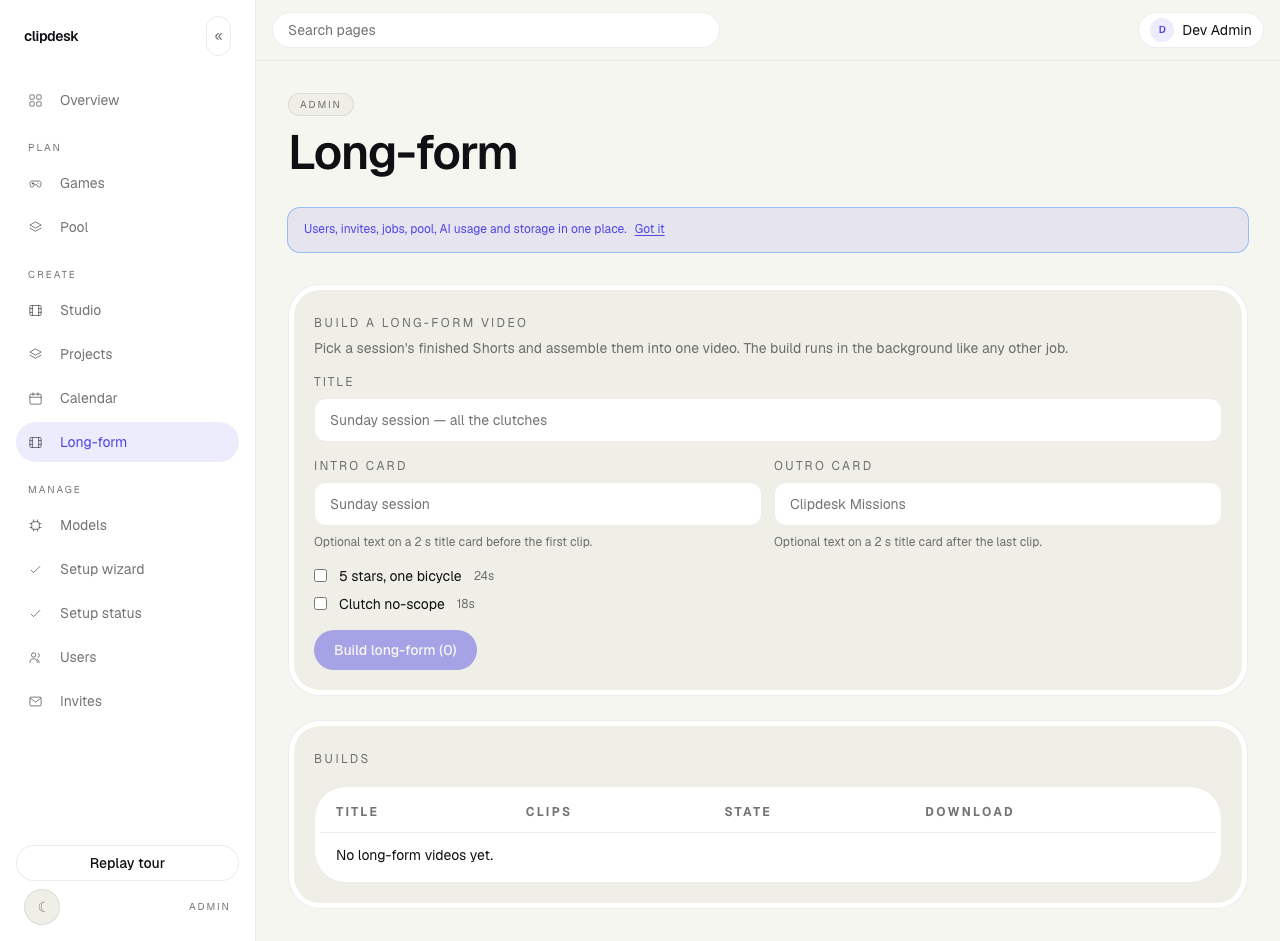 clipdesk
«
Search pages
D
Dev Admin
Overview
PLAN
Games
Pool
CREATE
Studio
Projects
Calendar
Long-form
MANAGE
Models
Setup wizard
Setup status
Users
Invites
Replay tour
ADMIN
ADMIN
Long-form
Users, invites, jobs, pool, AI usage and storage in one place. Got it
BUILD A LONG-FORM VIDEO
Pick a session's finished Shorts and assemble them into one video. The build runs in the background like any other job.
TITLE
Sunday session — all the clutches
INTRO CARD
Sunday session
Optional text on a 2 s title card before the first clip.
OUTRO CARD
Clipdesk Missions
Optional text on a 2 s title card after the last clip.
5 stars, one bicycle 24s
Clutch no-scope 18s
Build long-form (0)
BUILDS
TITLE CLIPS STATE DOWNLOAD
No long-form videos yet.